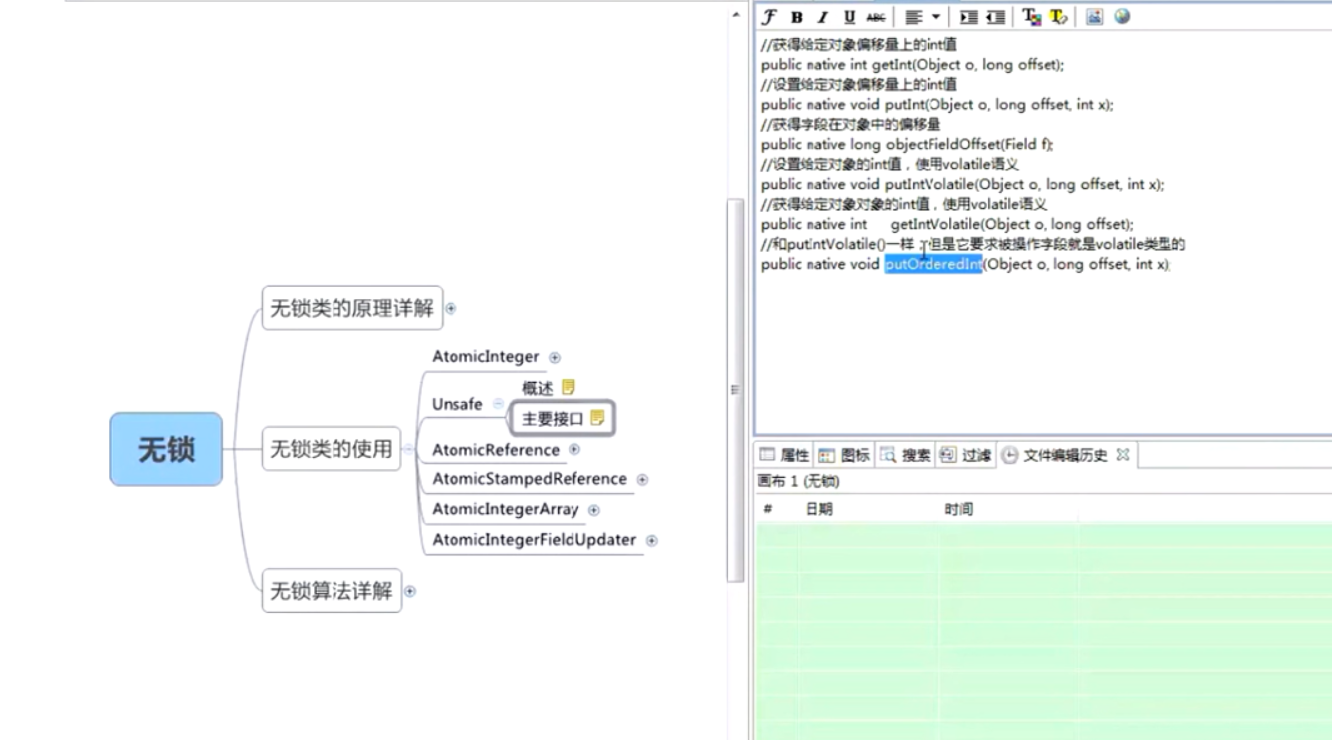 无锁
无锁类的原理详解
无锁类的使用
AtomicInteger
Unsafe
概述
主要接口
AtomicReference
AtomicStampedReference
AtomicIntegerArray
AtomicIntegerFieldUpdater
无锁算法详解
F B I U ABC
//获得给定对象偏移量上的int值
public native int getInt(Object o, long offset);
//设置给定对象偏移量上的int值
public native void putInt(Object o, long offset, int x);
//获得字段在对象中的偏移量
public native long objectFieldOffset(Field f);
//设置给定对象的int值，使用volatile语义
public native void putIntVolatile(Object o, long offset, int x);
//获得给定对象对象的int值，使用volatile语义
public native int getIntVolatile(Object o, long offset);
//和putIntVolatile()一样，但是它要求被操作字段就是volatile类型的
public native void putOrderedInt(Object o, long offset, int x);
属性 图标 搜索 过滤 文件编辑历史
画布 1 (无锁)
# 日期 时间